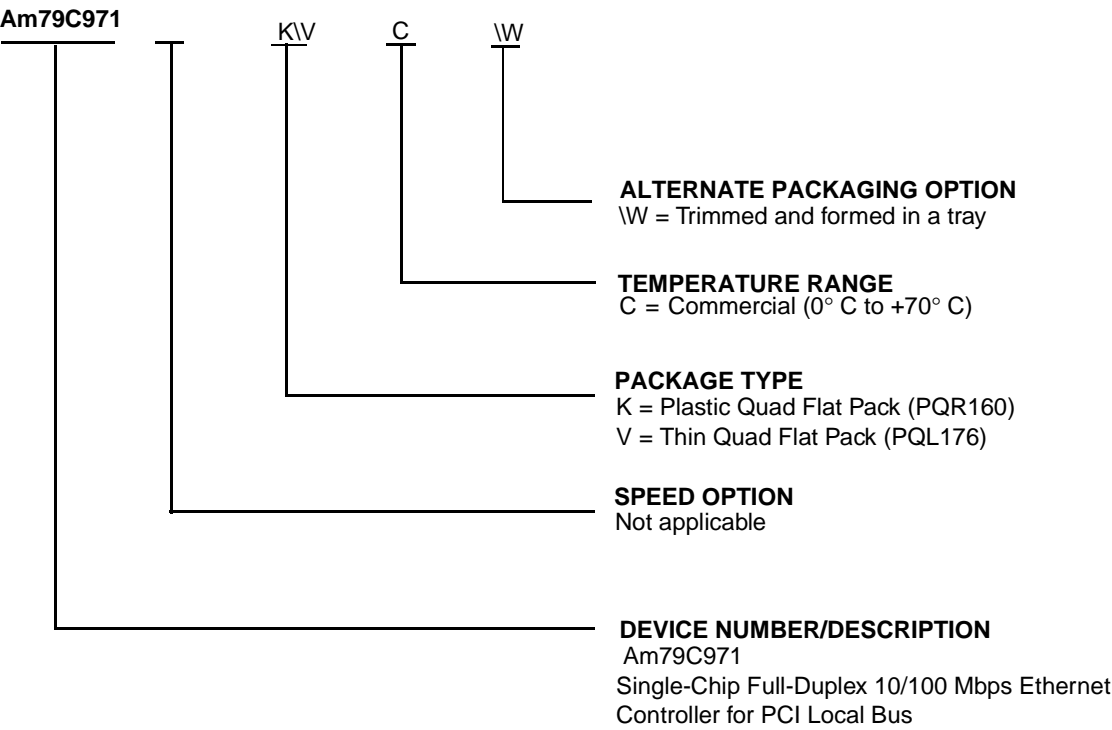 Am79C971
K\V C \W
ALTERNATE PACKAGING OPTION
\W = Trimmed and formed in a tray
TEMPERATURE RANGE
C = Commercial (0° C to +70° C)
PACKAGE TYPE
K = Plastic Quad Flat Pack (PQR160)
V = Thin Quad Flat Pack (PQL176)
SPEED OPTION
Not applicable
DEVICE NUMBER/DESCRIPTION
Am79C971
Single-Chip Full-Duplex 10/100 Mbps Ethernet
Controller for PCI Local Bus